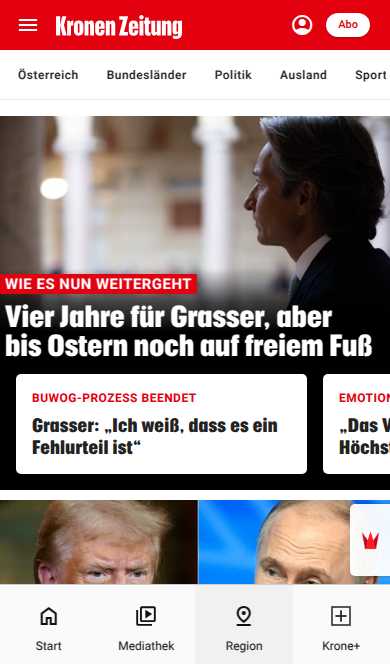 Kronen Zeitung
Abo
Österreich Bundesländer Politik Ausland Sport
WIE ES NUN WEITERGEHT
Vier Jahre für Grasser, aber
bis Ostern noch auf freiem Fuß
BUWOG-PROZESS BEENDET
Grasser: „Ich weiß, dass es ein
Fehlurteil ist“
EMOTION
„Das V
Höchst
Start Mediathek Region Krone+